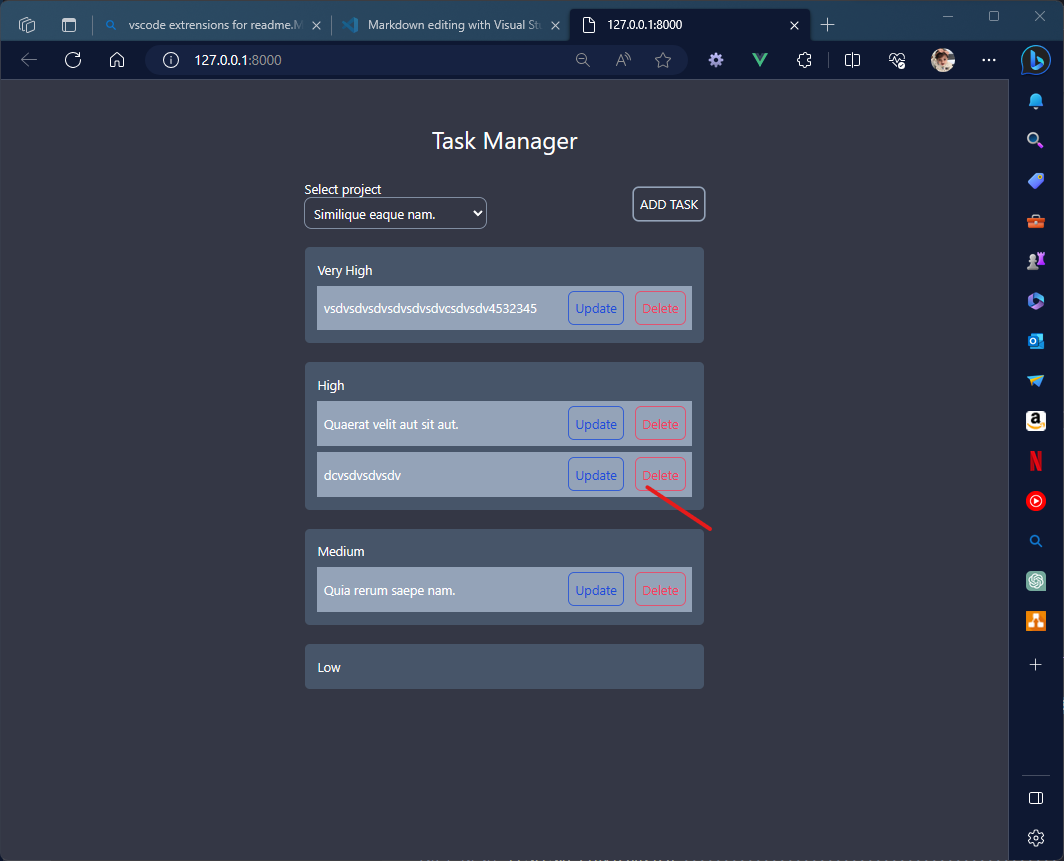 vscode extrensions for readme.M
Markdown editing with Visual Stu
127.0.0.1:8000
127.0.0.1:8000
Task Manager
Select project
Similique eaque nam.
ADD TASK
Very High
vsdvsdvsdvsdvsdvsdvcsdvsdv4532345 Update Delete
High
Quaerat velit aut sit aut. Update Delete
dcvsdvsdvsdv Update Delete
Medium
Quia rerum saepe nam. Update Delete
Low